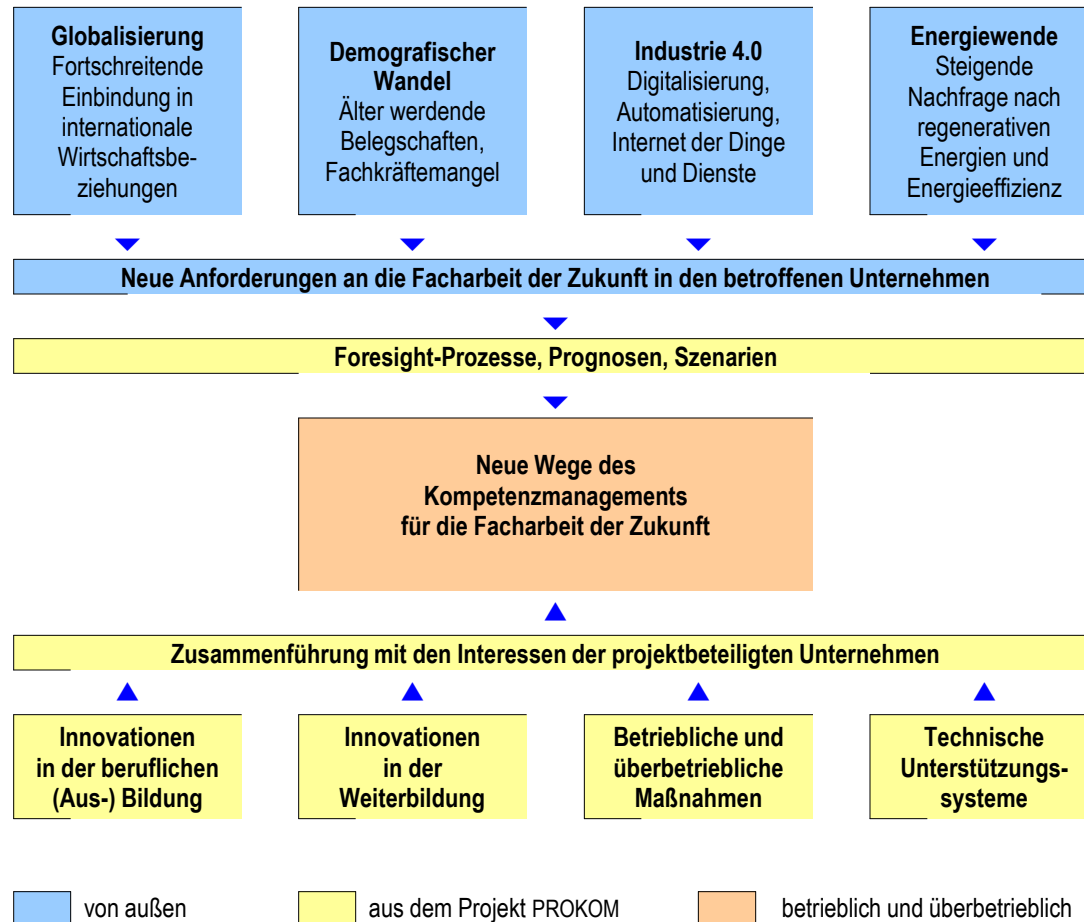 Globalisierung
Fortschreitende
Einbindung in
internationale
Wirtschaftsbe-
ziehungen
Demografischer
Wandel
Älter werdende
Belegschaften,
Fachkräftemangel
Industrie 4.0
Digitalisierung,
Automatisierung,
Internet der Dinge
und Dienste
Energiewende
Steigende
Nachfrage nach
regenerativen
Energien und
Energieeffizienz
Neue Anforderungen an die Facharbeit der Zukunft in den betroffenen Unternehmen
Foresight-Prozesse, Prognosen, Szenarien
Neue Wege des
Kompetenzmanagements
für die Facharbeit der Zukunft
Zusammenführung mit den Interessen der projektbeteiligten Unternehmen
Innovationen
in der beruflichen
(Aus-) Bildung
Innovationen
in der
Weiterbildung
Betriebliche und
überbetriebliche
Maßnahmen
Technische
Unterstützungs-
systeme
von außen
aus dem Projekt PROKOM
betrieblich und überbetrieblich